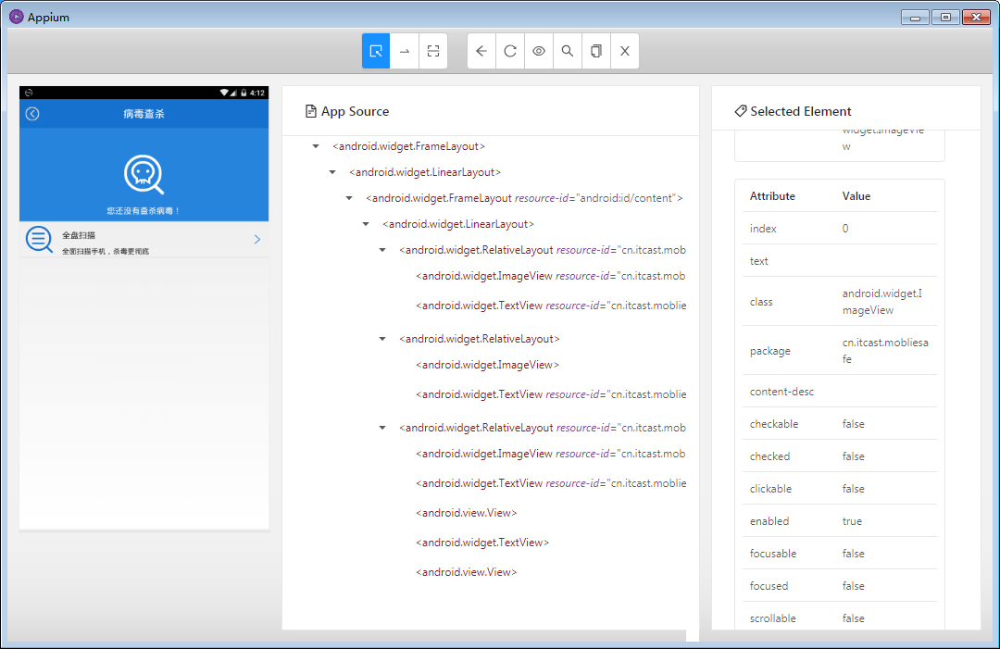 Appium
4:12
病毒查杀
您还没有查杀病毒！
全盘扫描
全面扫描手机，杀毒更彻底
App Source
<android.widget.FrameLayout>
<android.widget.LinearLayout>
<android.widget.FrameLayout resource-id="android:id/content">
<android.widget.LinearLayout>
<android.widget.RelativeLayout resource-id="cn.itcast.mob
<android.widget.ImageView resource-id="cn.itcast.mob
<android.widget.TextView resource-id="cn.itcast.moblie
<android.widget.RelativeLayout>
<android.widget.ImageView>
<android.widget.TextView resource-id="cn.itcast.moblie
<android.widget.RelativeLayout resource-id="cn.itcast.mob
<android.widget.ImageView resource-id="cn.itcast.mob
<android.widget.TextView resource-id="cn.itcast.moblie
<android.view.View>
<android.widget.TextView>
<android.view.View>
Selected Element
widget.ImageVie
w
Attribute Value
index 0
text
class android.widget.I
mageView
package cn.itcast.mobliesa
fe
content-desc
checkable false
checked false
clickable false
enabled true
focusable false
focused false
scrollable false